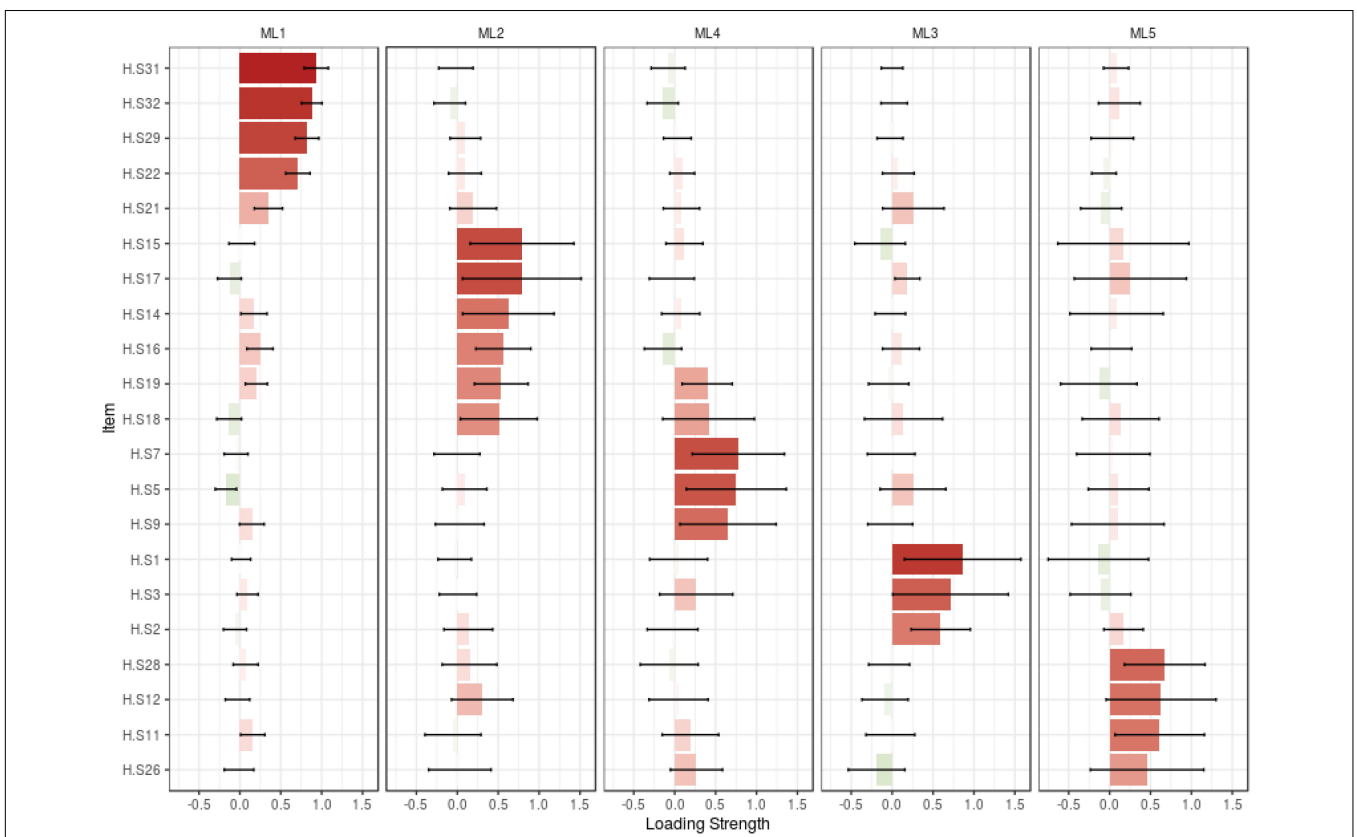 ML1 ML2 ML4 ML3 ML5
H.S31
H.S32
H.S29
H.S22
H.S21
H.S15
H.S17
H.S14
H.S16
H.S19
H.S18
H.S7
H.S5
H.S9
H.S1
H.S3
H.S2
H.S28
H.S12
H.S11
H.S26
Item
-0.5 0.0 0.5 1.0 1.5 -0.5 0.0 0.5 1.0 1.5 -0.5 0.0 0.5 1.0 1.5 -0.5 0.0 0.5 1.0 1.5 -0.5 0.0 0.5 1.0 1.5
Loading Strength